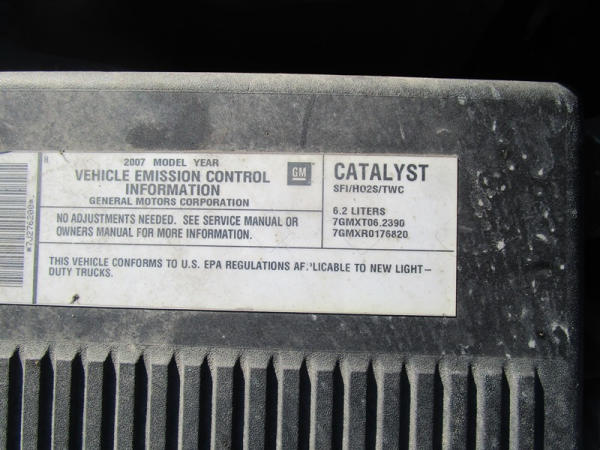 2007 MODEL YEAR
VEHICLE EMISSION CONTROL
INFORMATION
GENERAL MOTORS CORPORATION
GM
CATALYST
SFI/HO2S/TWC
NO ADJUSTMENTS NEEDED. SEE SERVICE MANUAL OR
OWNERS MANUAL FOR MORE INFORMATION.
6.2 LITERS
7GMXT06.2390
7GMXR0176820
THIS VEHICLE CONFORMS TO U.S. EPA REGULATIONS APPLICABLE TO NEW LIGHT-
DUTY TRUCKS.
*7J276200*